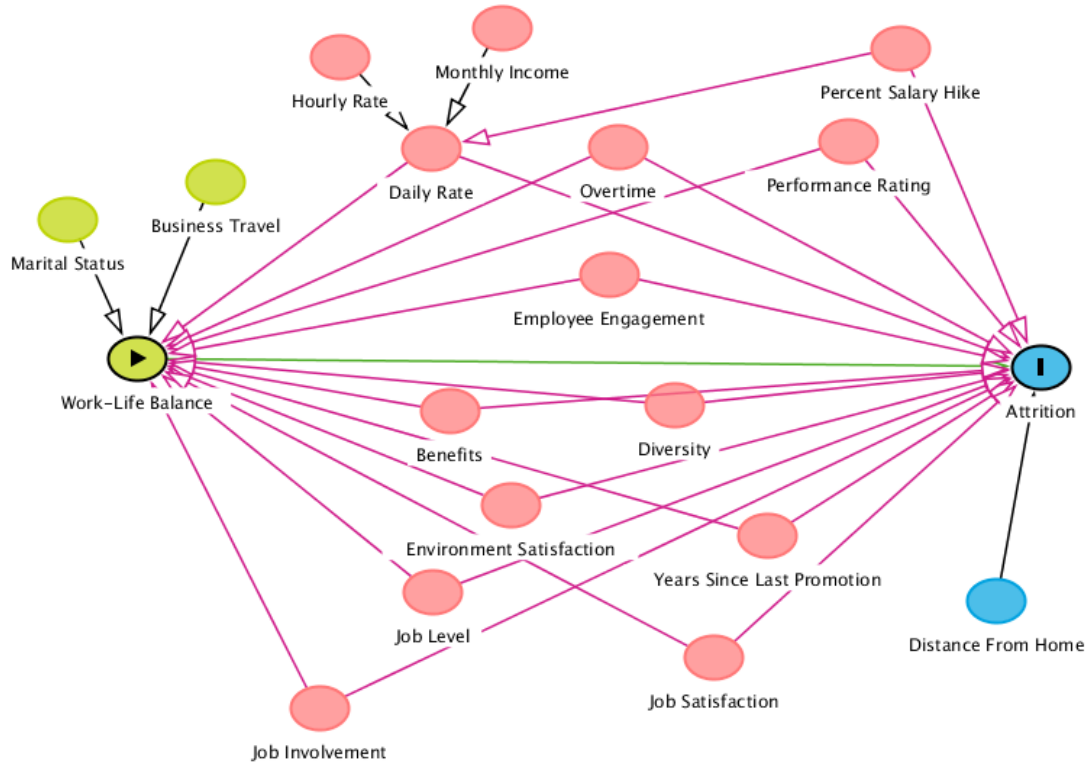 Monthly Income
Hourly Rate
Percent Salary Hike
Daily Rate
Overtime
Performance Rating
Business Travel
Marital Status
Employee Engagement
Work-Life Balance
Attrition
Benefits
Diversity
Environment Satisfaction
Years Since Last Promotion
Job Level
Distance From Home
Job Satisfaction
Job Involvement